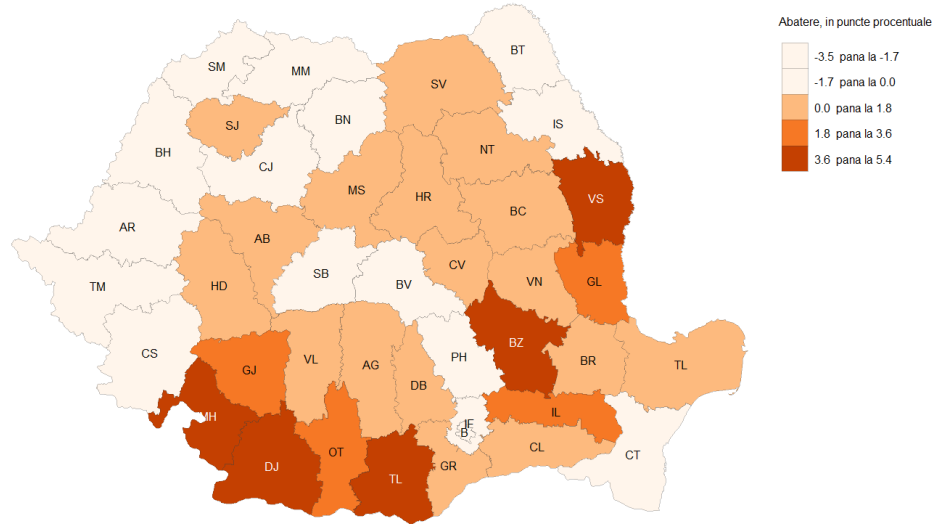 Abatere, in puncte procentuale
-3.5 pana la -1.7
-1.7 pana la 0.0
0.0 pana la 1.8
1.8 pana la 3.6
3.6 pana la 5.4
BT
SM
MM
SV
BN
SJ
IS
BH
NT
CJ
MS
HR
VS
BC
AR
AB
CV
SB
BV
VN
GL
TM
HD
BZ
CS
PH
BR
TL
GJ
VL
AG
DB
MH
IL
IF
B
OT
CL
CT
DJ
TL
GR